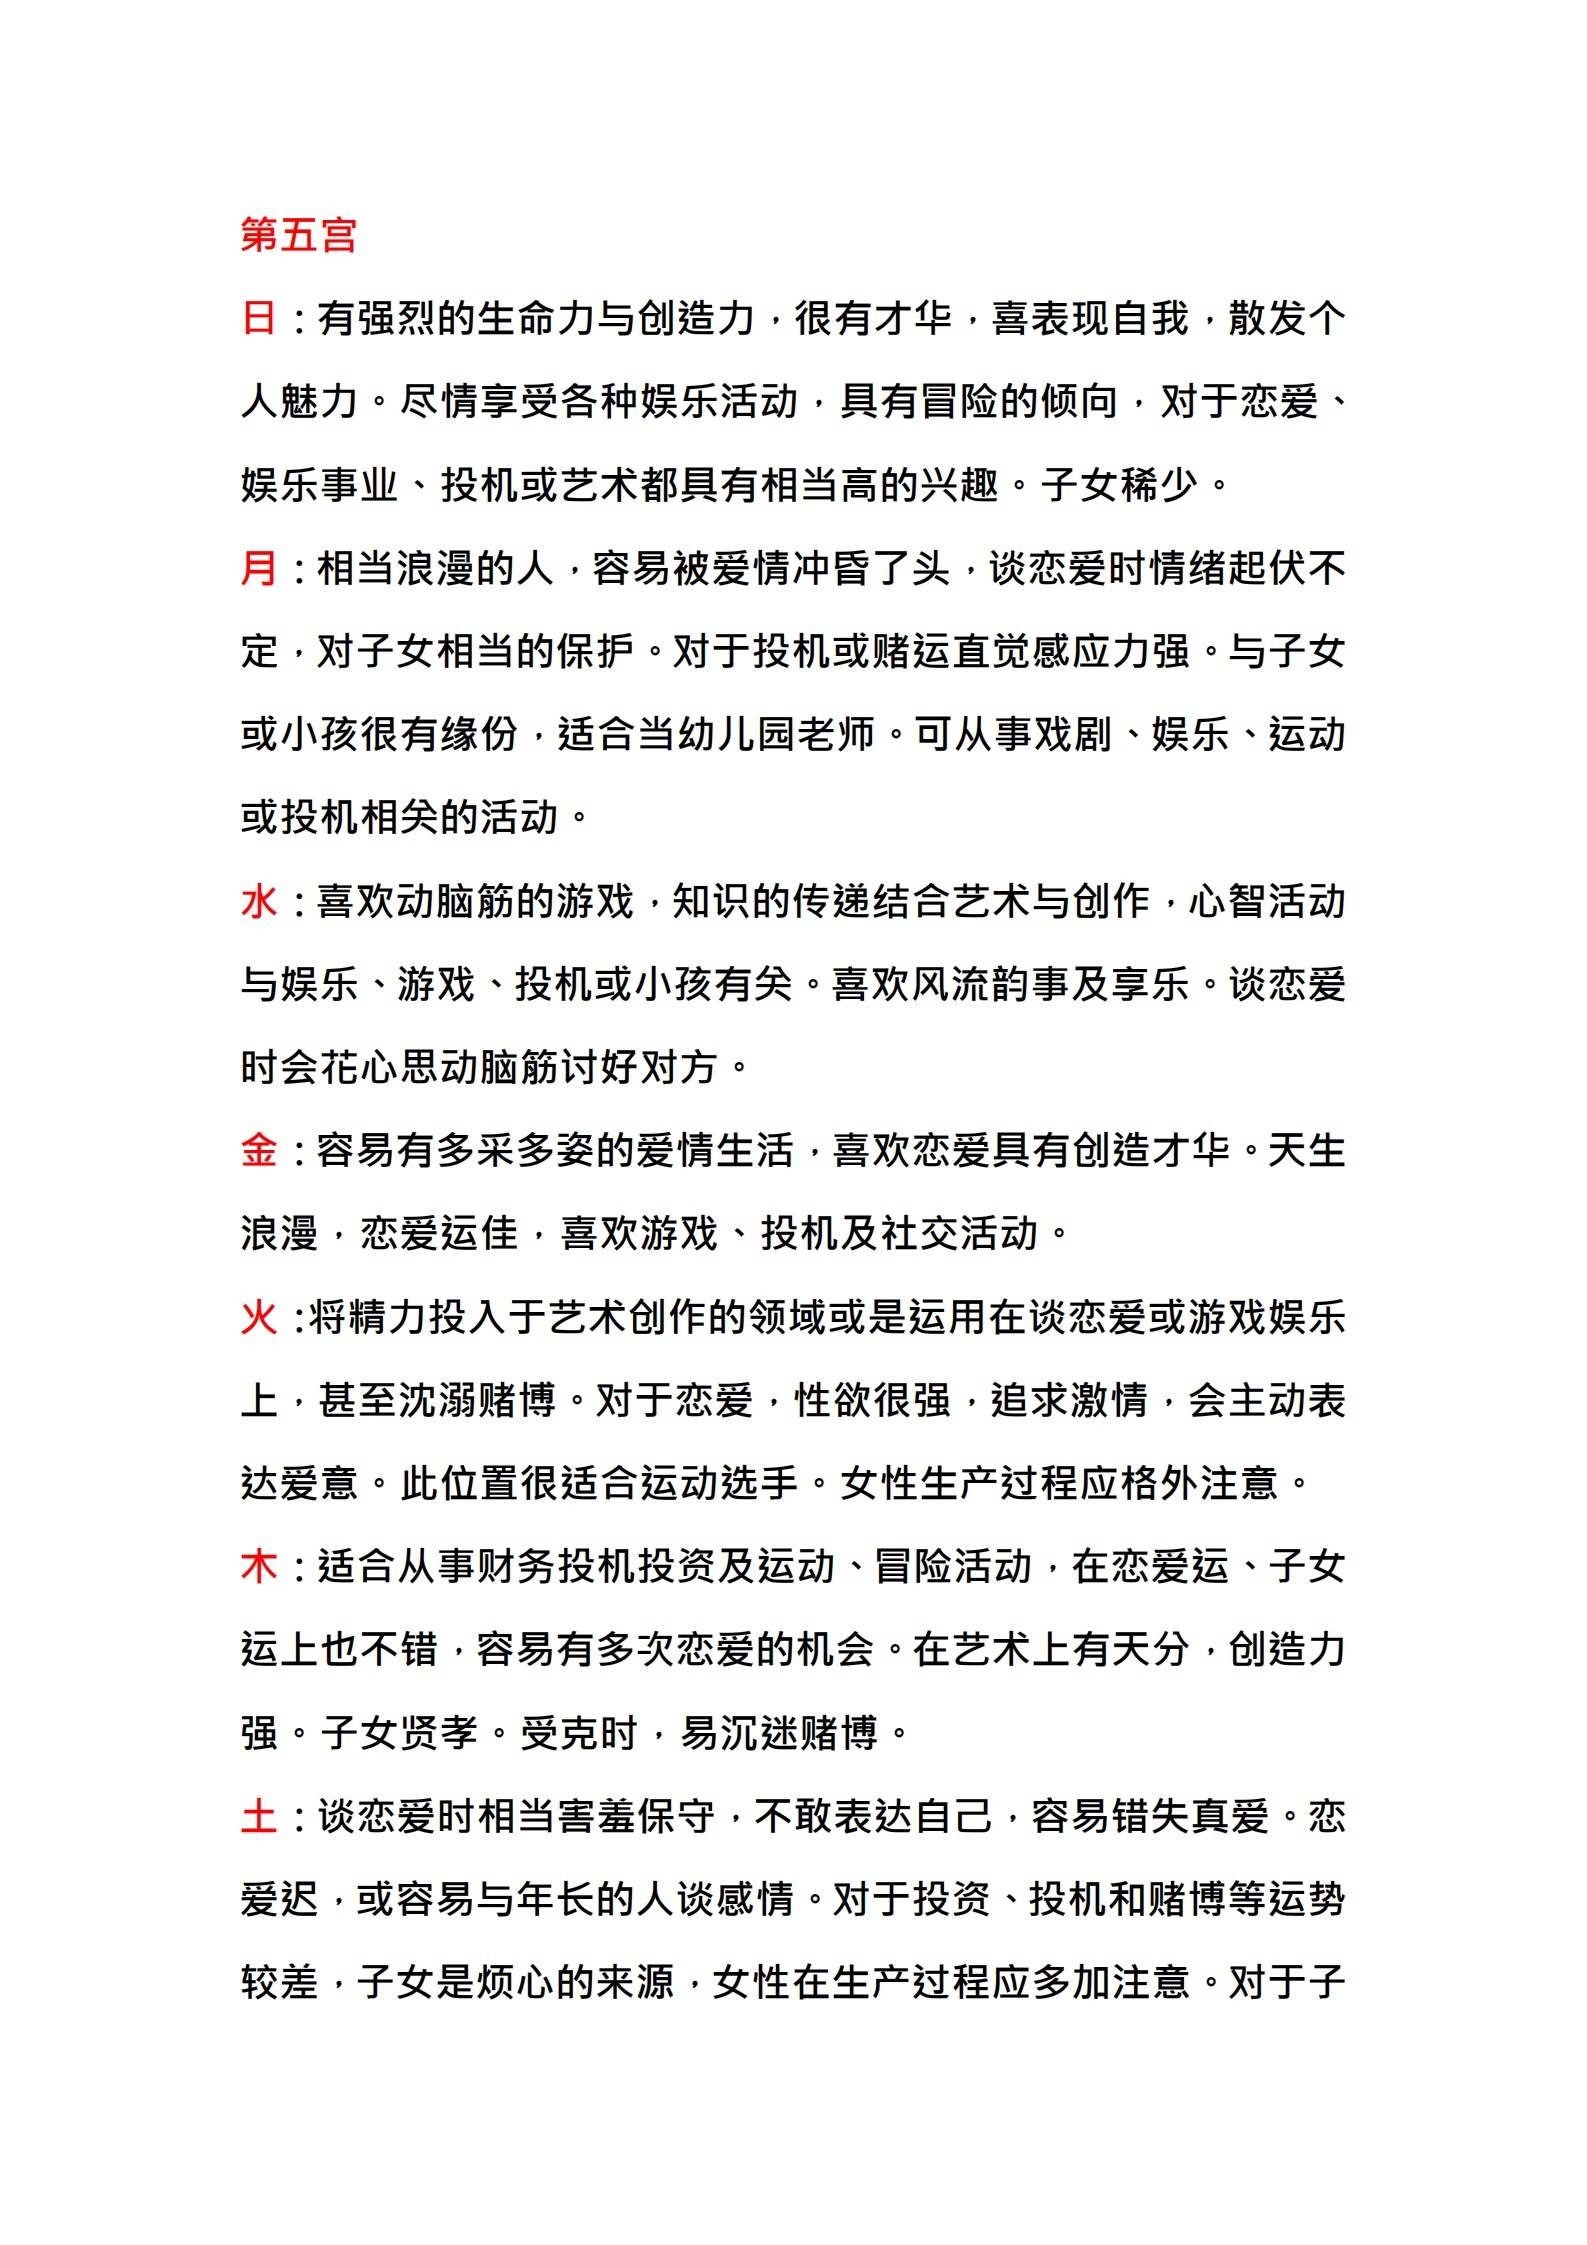 第五宫
日：有强烈的生命力与创造力，很有才华，喜表现自我，散发个
人魅力。尽情享受各种娱乐活动，具有冒险的倾向，对于恋爱、
娱乐事业、投机或艺术都具有相当高的兴趣。子女稀少。
月：相当浪漫的人，容易被爱情冲昏了头，谈恋爱时情绪起伏不
定，对子女相当的保护。对于投机或赌运直觉感应力强。与子女
或小孩很有缘份，适合当幼儿园老师。可从事戏剧、娱乐、运动
或投机相关的活动。
水：喜欢动脑筋的游戏，知识的传递结合艺术与创作，心智活动
与娱乐、游戏、投机或小孩有关。喜欢风流韵事及享乐。谈恋爱
时会花心思动脑筋讨好对方。
金：容易有多采多姿的爱情生活，喜欢恋爱具有创造才华。天生
浪漫，恋爱运佳，喜欢游戏、投机及社交活动。
火：将精力投入于艺术创作的领域或是运用在谈恋爱或游戏娱乐
上，甚至沈溺赌博。对于恋爱，性欲很强，追求激情，会主动表
达爱意。此位置很适合运动选手。女性生产过程应格外注意。
木：适合从事财务投机投资及运动、冒险活动，在恋爱运、子女
运上也不错，容易有多次恋爱的机会。在艺术上有天分，创造力
强。子女贤孝。受克时，易沉迷赌博。
土：谈恋爱时相当害羞保守，不敢表达自己，容易错失真爱。恋
爱迟，或容易与年长的人谈感情。对于投资、投机和赌博等运势
较差，子女是烦心的来源，女性在生产过程应多加注意。对于子